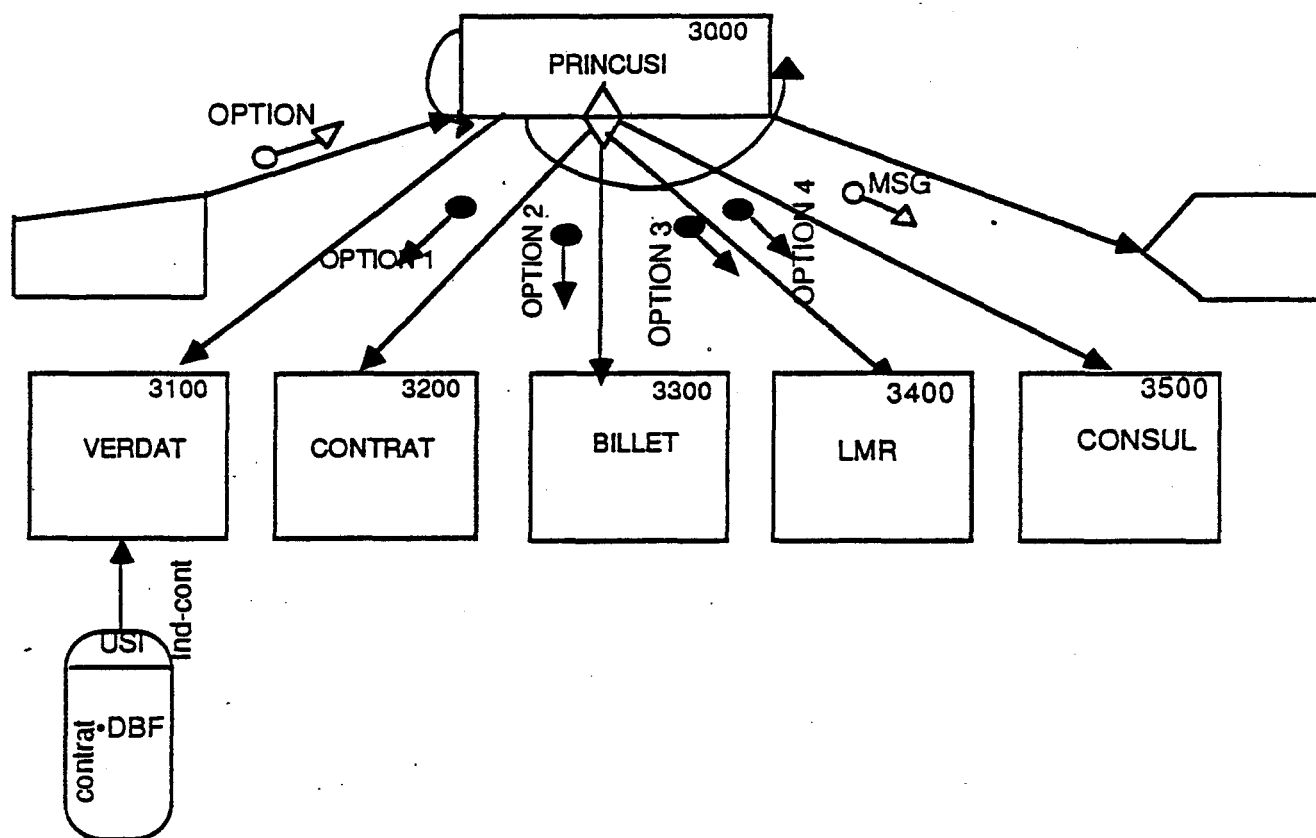 3000
PRINCUSI
OPTION
MSG
OPTION 1
OPTION 2
OPTION 3
OPTION 4
3100
VERDAT
3200
CONTRAT
3300
BILLET
3400
LMR
3500
CONSUL
Ind-cont
USI
contrat
•DBF